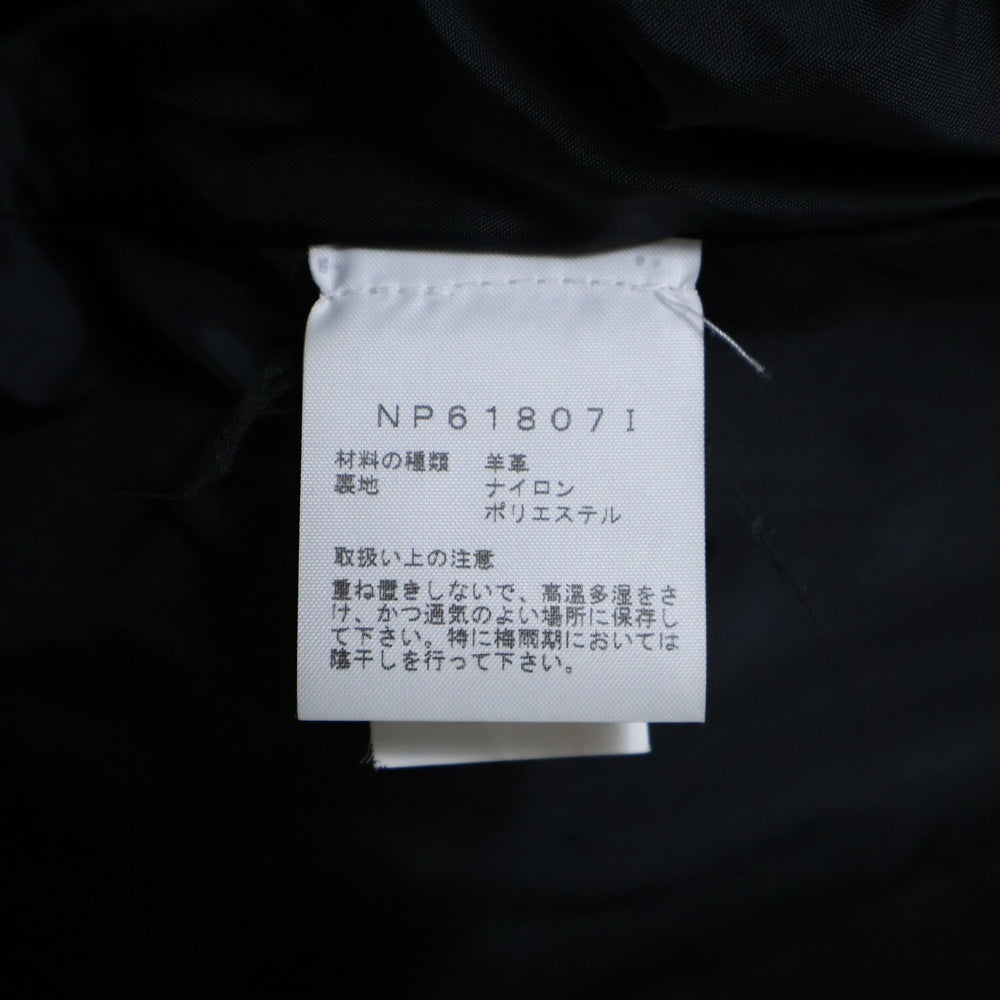 NP61807I
材料の種類 羊革
裏地 ナイロン
ポリエステル
取扱い上の注意
重ね置きしないで、高温多湿をさ
け、かつ通気のよい場所に保存し
て下さい。特に梅雨期においては
陰干しを行って下さい。